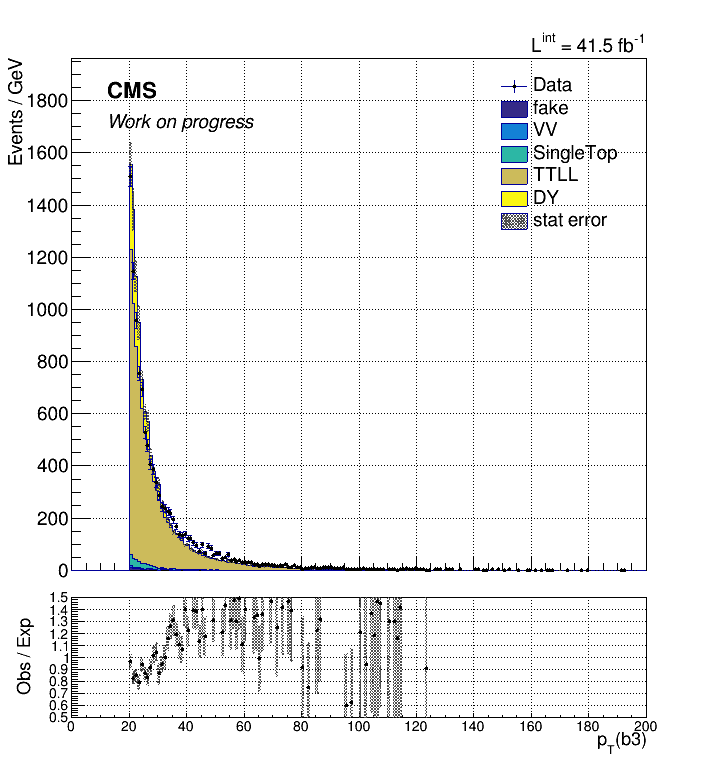 L^int = 41.5 fb^-1
Events / GeV
CMS
Work on progress
Data
fake
VV
SingleTop
TTLL
DY
stat error
1800
1600
1400
1200
1000
800
600
400
200
0
Obs / Exp
1.5
1.4
1.3
1.2
1.1
1
0.9
0.8
0.7
0.6
0.5
0 20 40 60 80 100 120 140 160 180 200
p_T(b3)